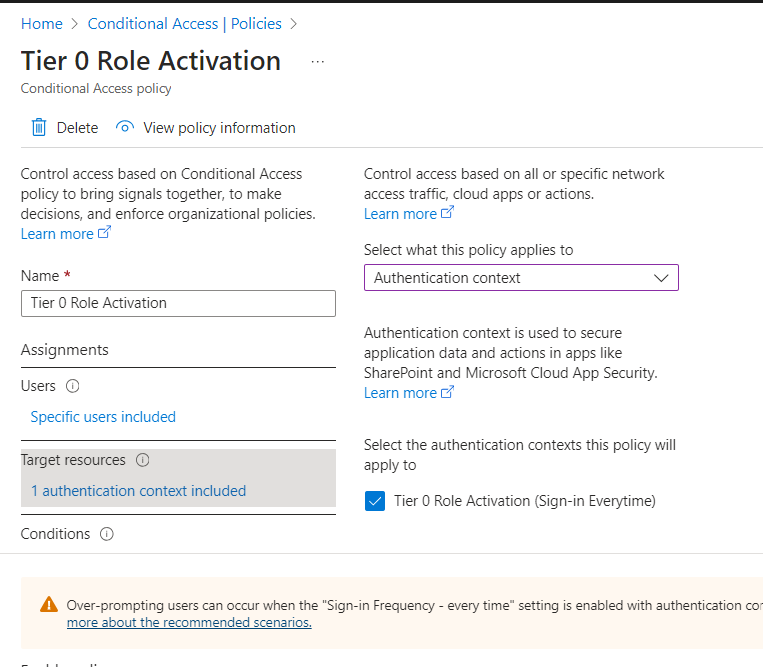 Home > Conditional Access | Policies >
Tier 0 Role Activation ...
Conditional Access policy
Delete View policy information
Control access based on Conditional Access
policy to bring signals together, to make
decisions, and enforce organizational policies.
Learn more
Name *
Tier 0 Role Activation
Assignments
Users
Specific users included
Target resources
1 authentication context included
Conditions
Control access based on all or specific network
access traffic, cloud apps or actions.
Learn more
Select what this policy applies to
Authentication context
Authentication context is used to secure
application data and actions in apps like
SharePoint and Microsoft Cloud App Security.
Learn more
Select the authentication contexts this policy will
apply to
Tier 0 Role Activation (Sign-in Everytime)
Over-prompting users can occur when the "Sign-in Frequency - every time" setting is enabled with authentication
more about the recommended scenarios.